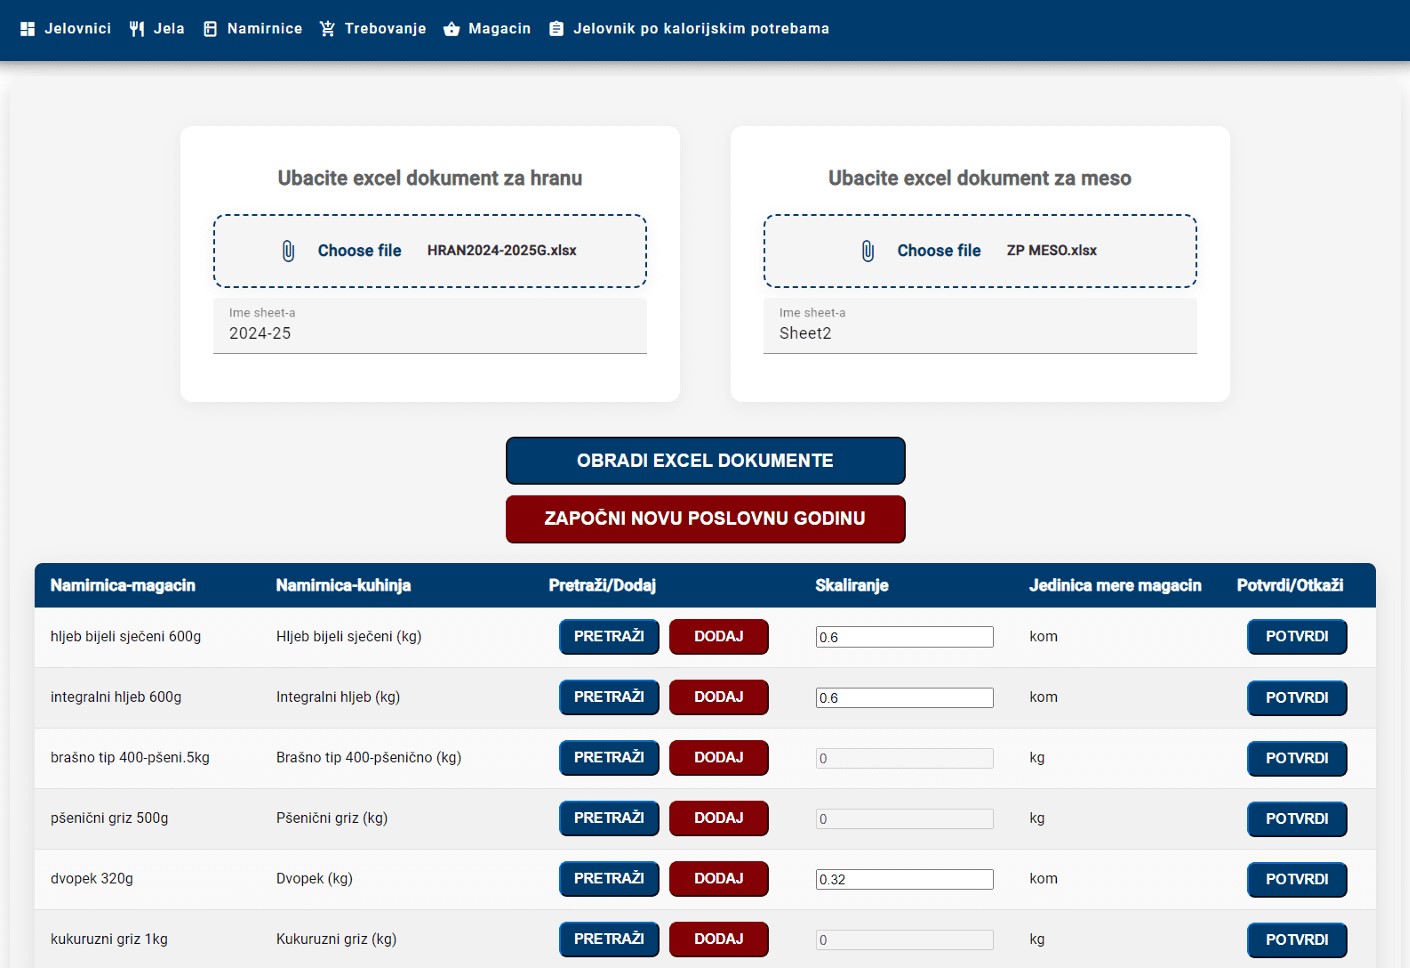 Jelovnici Jela Namirnice Trebovanje Magacin Jelovnik po kalorijskim potrebama
Ubacite excel dokument za hranu
Choose file HRAN2024-2025G.xlsx
Ime sheet-a
2024-25
Ubacite excel dokument za meso
Choose file ZP MESO.xlsx
Ime sheet-a
Sheet2
OBRADI EXCEL DOKUMENTE
ZAPOČNI NOVU POSLOVNU GODINU
Namirnica-magacin Namirnica-kuhinja Pretraži/Dodaj Skaliranje Jedinica mere magacin Potvrdi/Otkaži
hljeb bijeli sječeni 600g Hljeb bijeli sječeni (kg) PRETRAŽI DODAJ 0.6 kom POTVRDI
integralni hljeb 600g Integralni hljeb (kg) PRETRAŽI DODAJ 0.6 kom POTVRDI
brašno tip 400-pšeni.5kg Brašno tip 400-pšenično (kg) PRETRAŽI DODAJ 0 kg POTVRDI
pšenični griz 500g Pšenični griz (kg) PRETRAŽI DODAJ 0 kg POTVRDI
dvopek 320g Dvopek (kg) PRETRAŽI DODAJ 0.32 kom POTVRDI
kukuruzni griz 1kg Kukuruzni griz (kg) PRETRAŽI DODAJ 0 kg POTVRDI